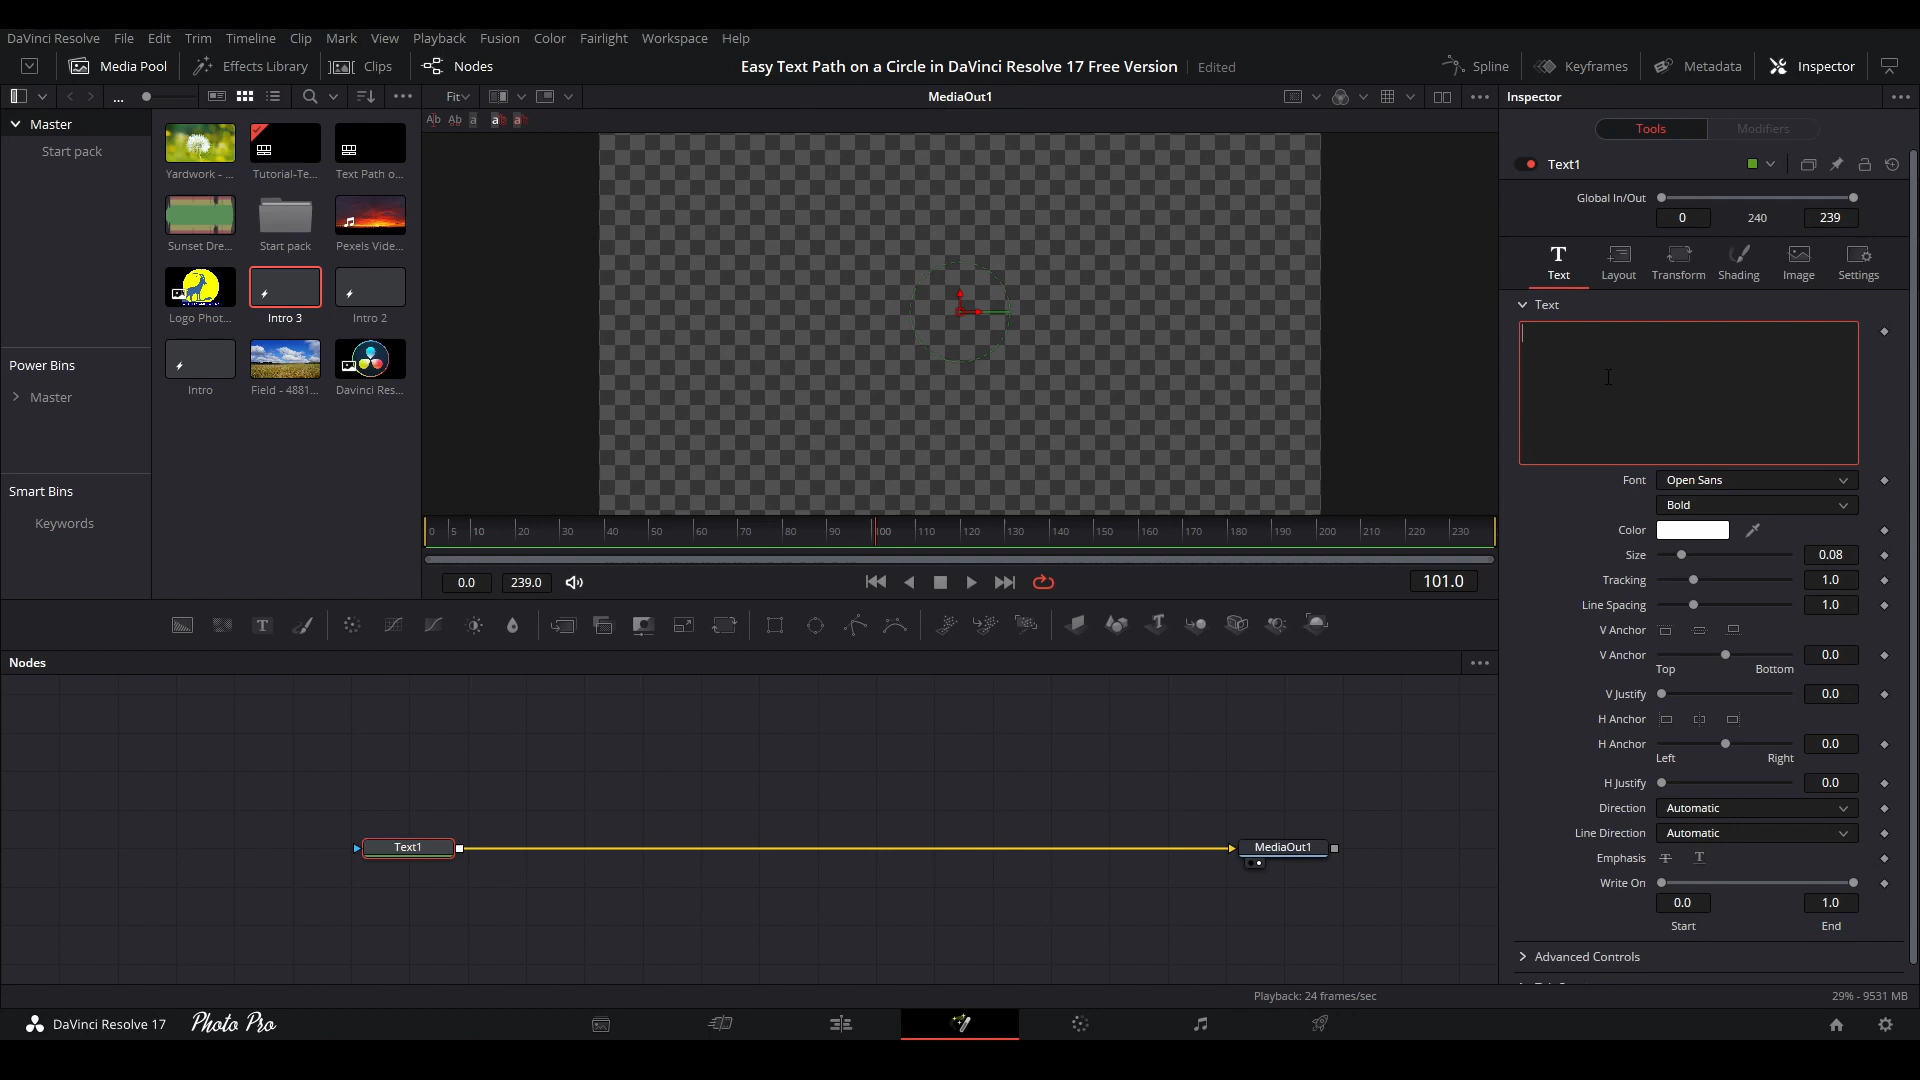 DaVinci Resolve File Edit Trim Timeline Clip Mark View Playback Fusion Color Fairlight Workspace Help
Media Pool Effects Library Clips Nodes Easy Text Path on a Circle in DaVinci Resolve 17 Free Version Edited Spline Keyframes Metadata Inspector
... Fit MediaOut1 Inspector
Master
Start pack
Yardwork - ... Tutorial-Te... Text Path o...
Sunset Dre... Start pack Pexels Vide...
Logo Phot... Intro 3 Intro 2
Intro Field - 4881... Davinci Res...
Power Bins
Master
Smart Bins
Keywords
0 5 10 20 30 40 50 60 70 80 90 100 110 120 130 140 150 160 170 180 190 200 210 220 230
0.0 239.0 101.0
Nodes
Text1 MediaOut1
Tools Modifiers
Text1
Global In/Out
0 240 239
Text Layout Transform Shading Image Settings
Text
Font Open Sans
Bold
Color
Size 0.08
Tracking 1.0
Line Spacing 1.0
V Anchor
V Anchor 0.0
Top Bottom
V Justify 0.0
H Anchor
H Anchor 0.0
Left Right
H Justify 0.0
Direction Automatic
Line Direction Automatic
Emphasis T T
Write On
0.0 1.0
Start End
Advanced Controls
Playback: 24 frames/sec 29% - 9531 MB
DaVinci Resolve 17 Photo Pro